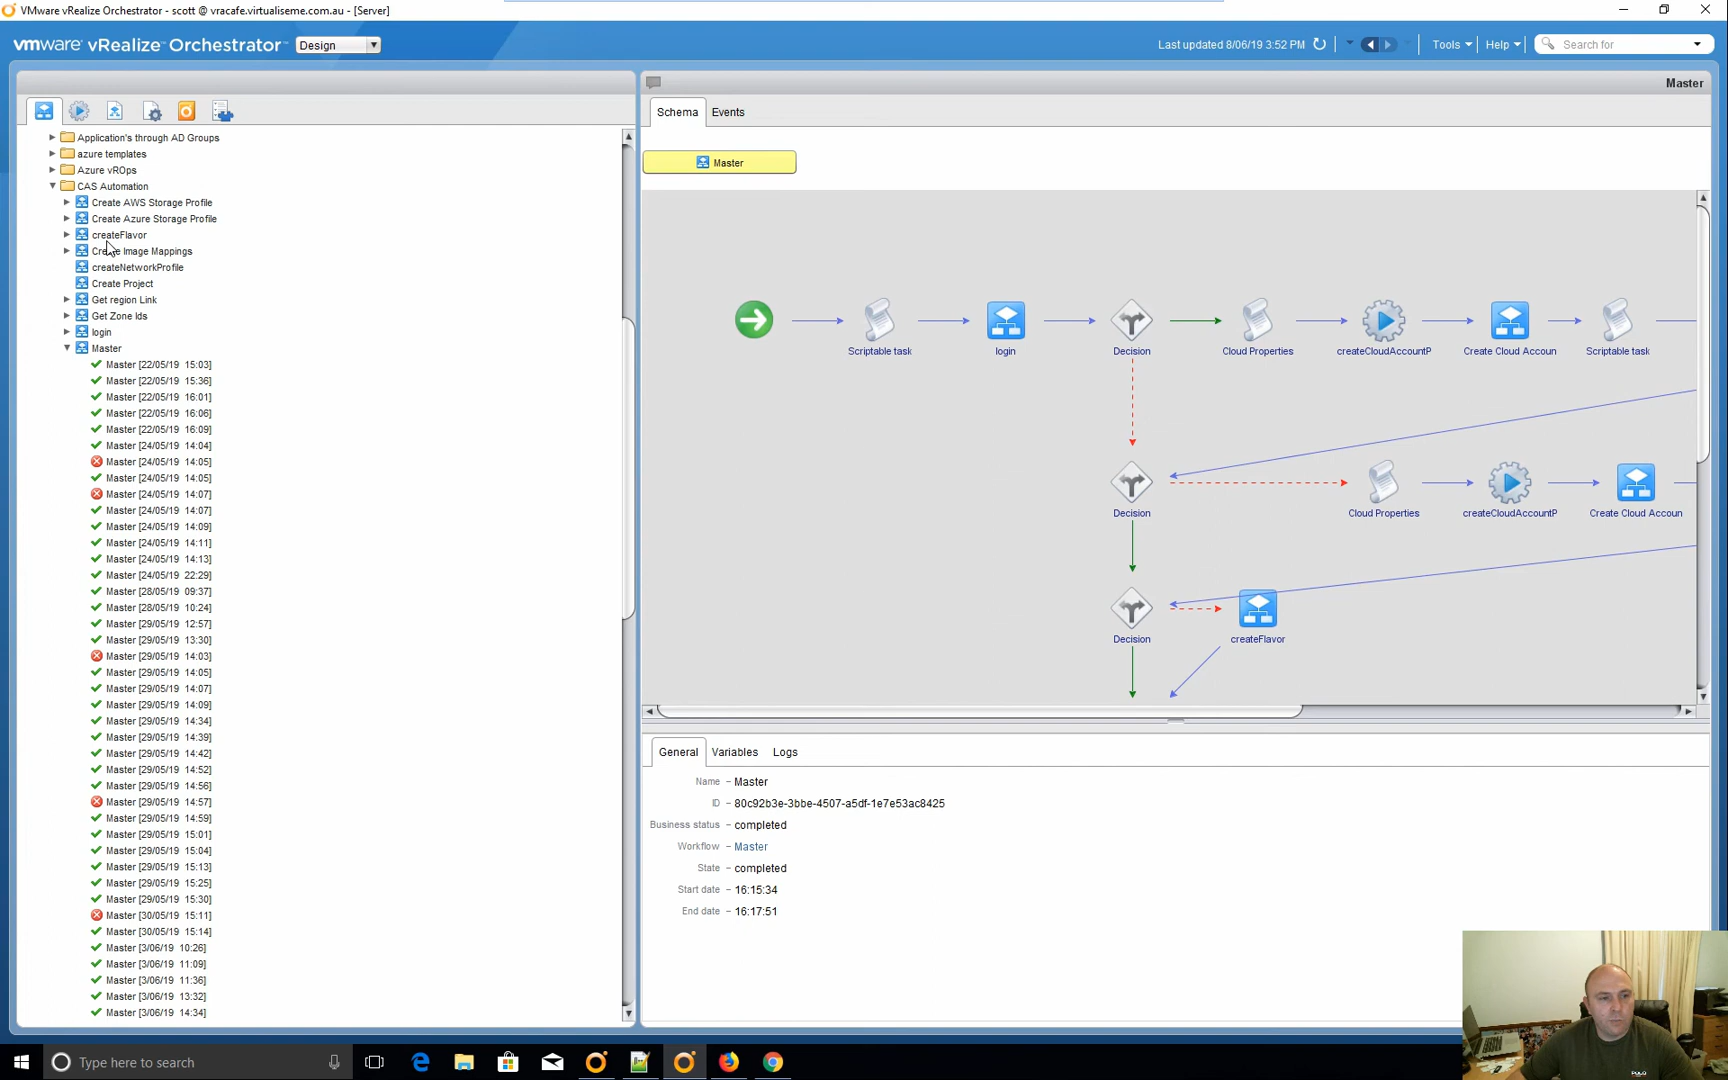 VMware vRealize Orchestrator - scott @ vracafe.virtualiseme.com.au - [Server]
vmware vRealize Orchestrator
Design
Last updated 8/06/19 3:52 PM
Tools
Help
Search for
Application's through AD Groups
azure templates
Azure vROps
CAS Automation
Create AWS Storage Profile
Create Azure Storage Profile
createFlavor
Create Image Mappings
createNetworkProfile
Create Project
Get region Link
Get Zone Ids
login
Master
Master [22/05/19 15:03]
Master [22/05/19 15:36]
Master [22/05/19 16:01]
Master [22/05/19 16:06]
Master [22/05/19 16:09]
Master [24/05/19 14:04]
Master [24/05/19 14:05]
Master [24/05/19 14:05]
Master [24/05/19 14:07]
Master [24/05/19 14:07]
Master [24/05/19 14:09]
Master [24/05/19 14:11]
Master [24/05/19 14:13]
Master [24/05/19 22:29]
Master [28/05/19 09:37]
Master [28/05/19 10:24]
Master [29/05/19 12:57]
Master [29/05/19 13:30]
Master [29/05/19 14:03]
Master [29/05/19 14:05]
Master [29/05/19 14:07]
Master [29/05/19 14:09]
Master [29/05/19 14:34]
Master [29/05/19 14:39]
Master [29/05/19 14:42]
Master [29/05/19 14:52]
Master [29/05/19 14:56]
Master [29/05/19 14:57]
Master [29/05/19 14:59]
Master [29/05/19 15:01]
Master [29/05/19 15:04]
Master [29/05/19 15:13]
Master [29/05/19 15:25]
Master [29/05/19 15:30]
Master [30/05/19 15:11]
Master [30/05/19 15:14]
Master [3/06/19 10:26]
Master [3/06/19 11:09]
Master [3/06/19 11:36]
Master [3/06/19 13:32]
Master [3/06/19 14:34]
Master
Schema Events
Master
Scriptable task login Decision Cloud Properties createCloudAccountP Create Cloud Accoun Scriptable task
Decision Cloud Properties createCloudAccountP Create Cloud Accoun
Decision createFlavor
General Variables Logs
Name - Master
ID - 80c92b3e-3bbe-4507-a5df-1e7e53ac8425
Business status - completed
Workflow - Master
State - completed
Start date - 16:15:34
End date - 16:17:51
Type here to search
POLO